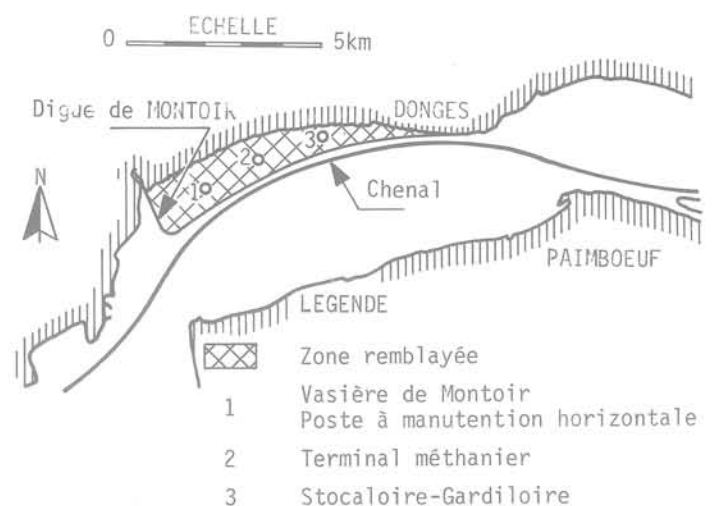 ECHELLE
0 5km
Digue de MONTOIR
DONGES
3
2
1
N
Chenal
PAIMBOEUF
LEGENDE
Zone remblayée
1 Vasière de Montoir
Poste à manutention horizontale
2 Terminal méthanier
3 Stocaloire-Gardiloire